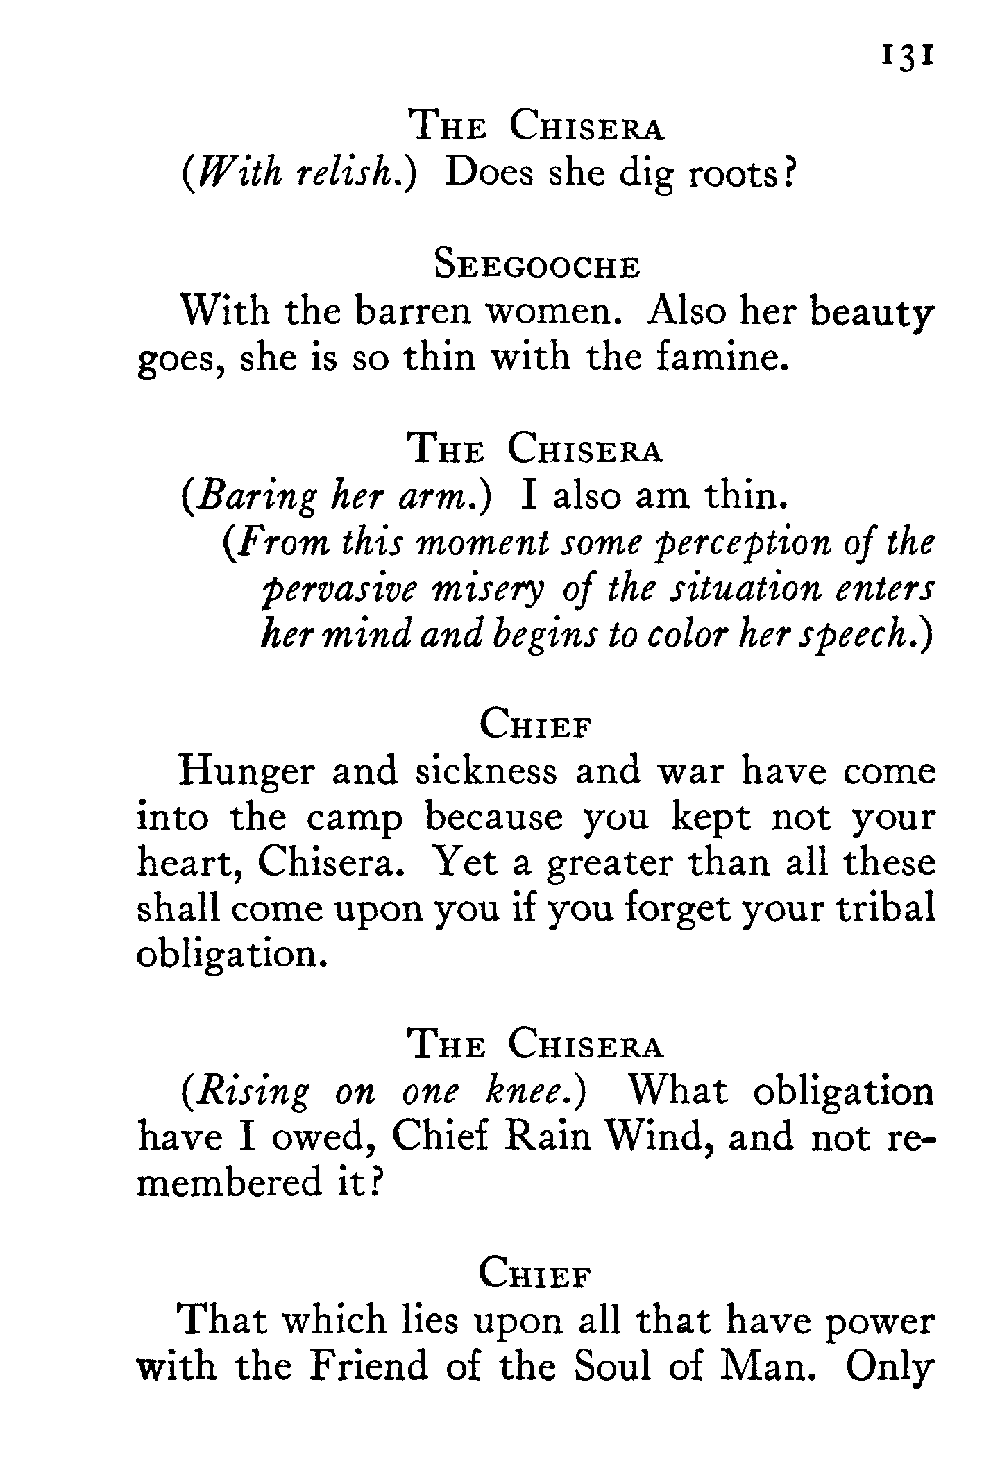 131
The Chisera
(With relish.) Does she dig roots?
Seegooche
With the barren women. Also her beauty
goes, she is so thin with the famine.
The Chisera
(Baring her arm.) I also am thin.
(From this moment some perception of the
pervasive misery of the situation enters
her mind and begins to color her speech.)
Chief
Hunger and sickness and war have come
into the camp because you kept not your
heart, Chisera. Yet a greater than all these
shall come upon you if you forget your tribal
obligation.
The Chisera
(Rising on one knee.) What obligation
have I owed, Chief Rain Wind, and not re-
membered it?
Chief
That which lies upon all that have power
with the Friend of the Soul of Man. Only